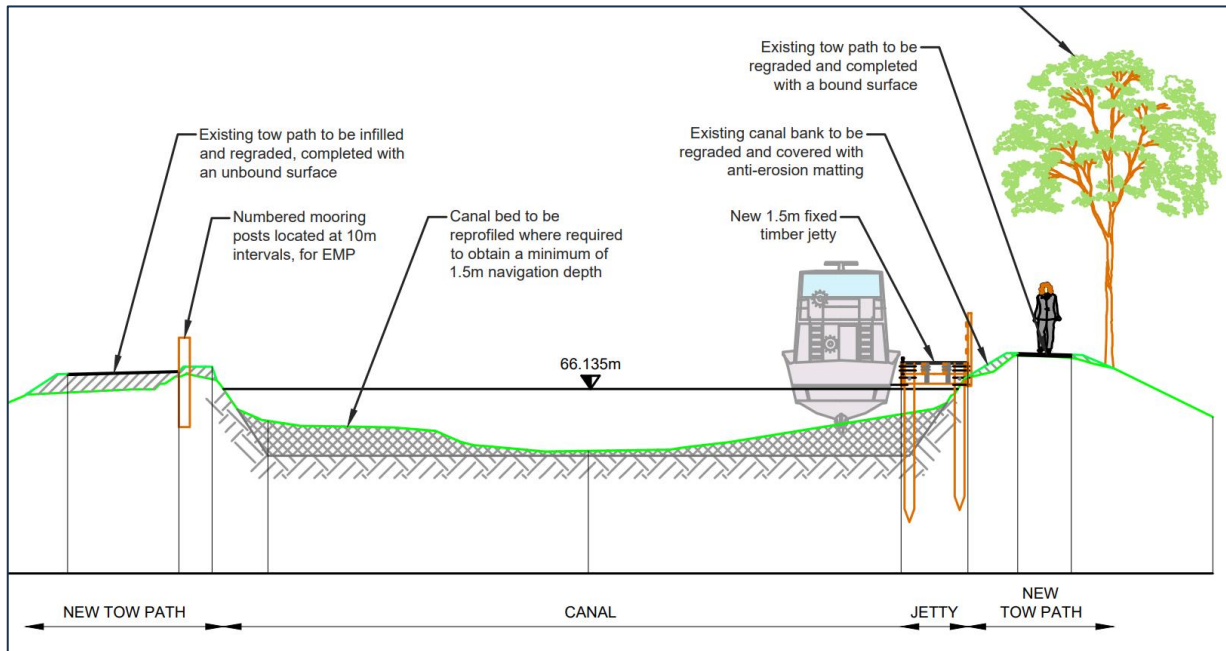 Existing tow path to be
regraded and completed
with a bound surface
Existing tow path to be infilled
and regraded, completed with
an unbound surface
Existing canal bank to be
regraded and covered with
anti-erosion matting
Numbered mooring
posts located at 10m
intervals, for EMP
Canal bed to be
reprofiled where required
to obtain a minimum of
1.5m navigation depth
New 1.5m fixed
timber jetty
66.135m
NEW TOW PATH
CANAL
JETTY
NEW
TOW PATH